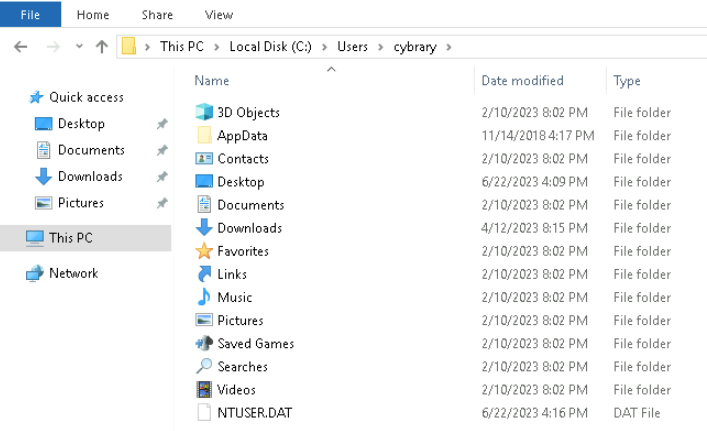 File Home Share View
This PC > Local Disk (C:) > Users > cybrary >
Name Date modified Type
Quick access
Desktop
Documents
Downloads
Pictures
This PC
Network
3D Objects 2/10/2023 8:02 PM File folder
AppData 11/14/2018 4:17 PM File folder
Contacts 2/10/2023 8:02 PM File folder
Desktop 6/22/2023 4:09 PM File folder
Documents 2/10/2023 8:02 PM File folder
Downloads 4/12/2023 8:15 PM File folder
Favorites 2/10/2023 8:02 PM File folder
Links 2/10/2023 8:02 PM File folder
Music 2/10/2023 8:02 PM File folder
Pictures 2/10/2023 8:02 PM File folder
Saved Games 2/10/2023 8:02 PM File folder
Searches 2/10/2023 8:02 PM File folder
Videos 2/10/2023 8:02 PM File folder
NTUSER.DAT 6/22/2023 4:16 PM DAT File